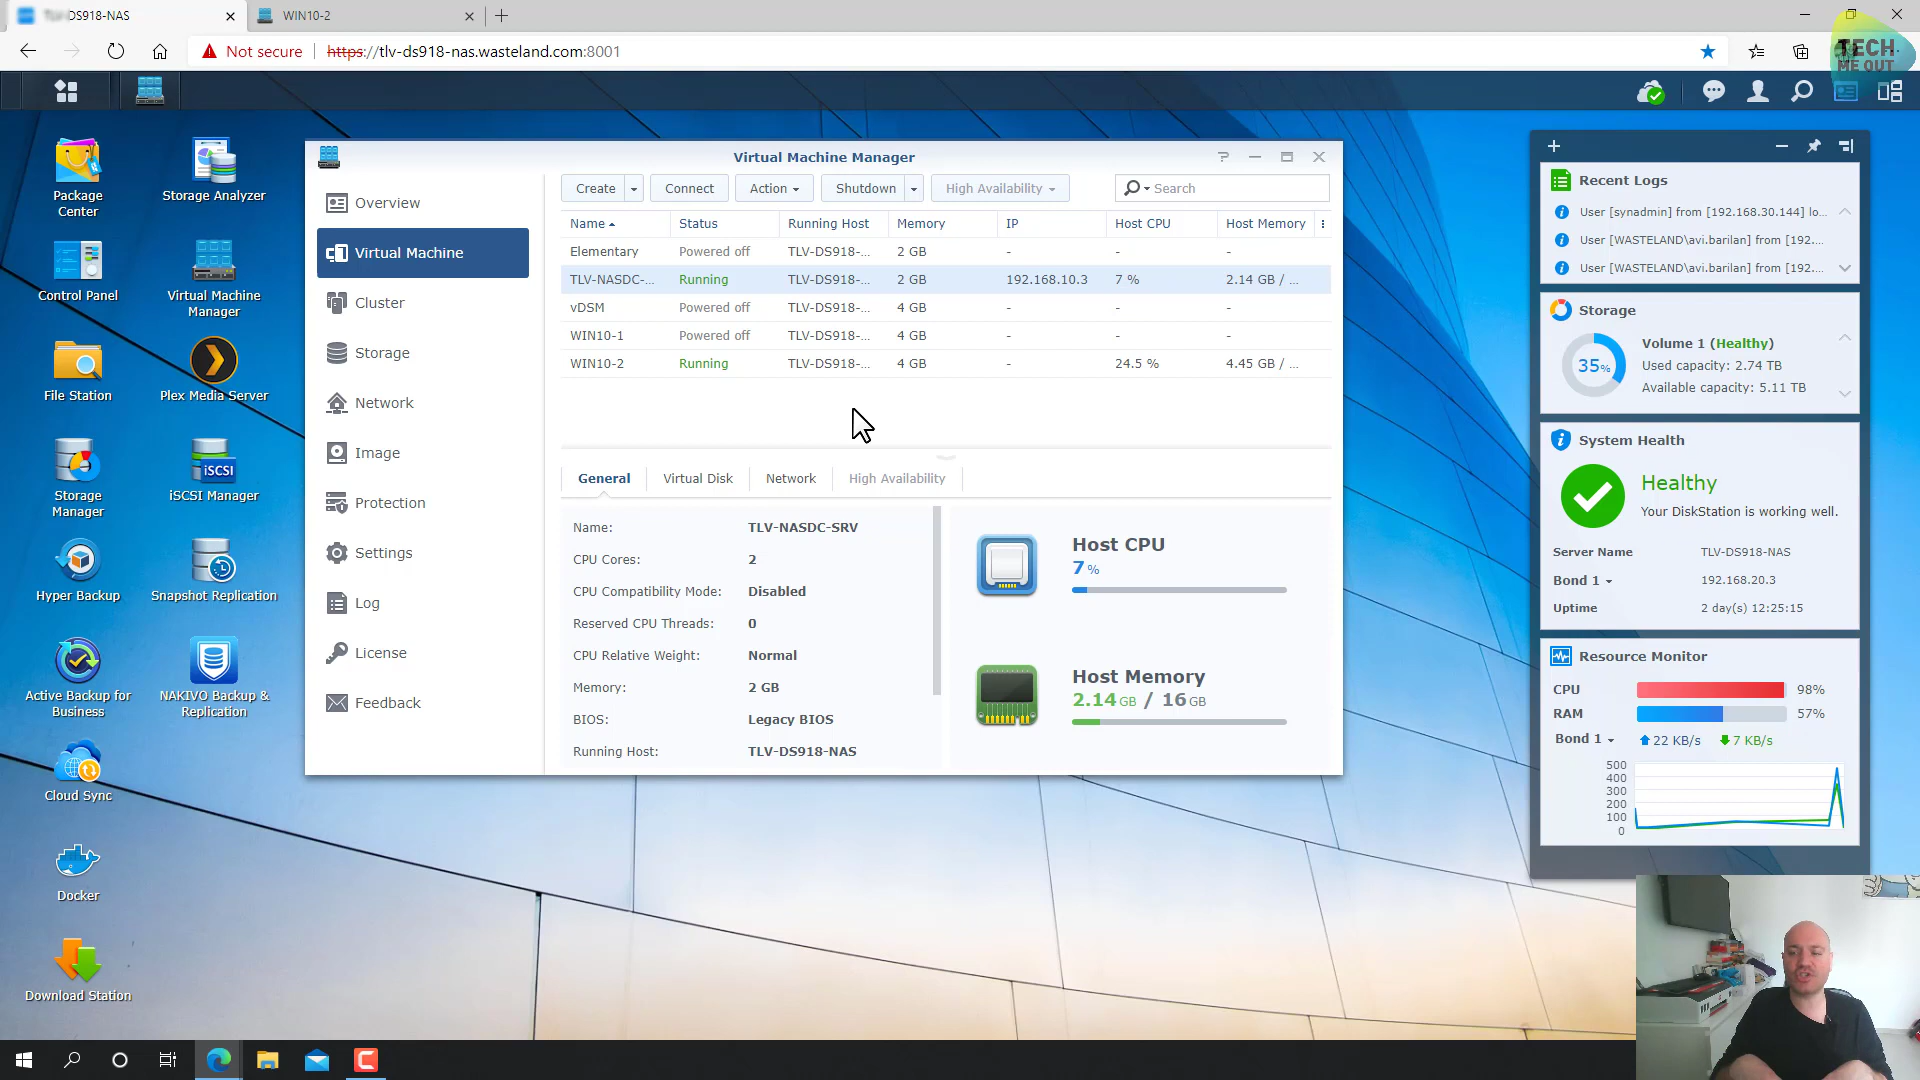 DS918-NAS
WIN10-2
Not secure
https://tlv-ds918-nas.wasteland.com:8001
TECH
ME OUT
Package
Center
Storage Analyzer
Control Panel
Virtual Machine
Manager
File Station
Plex Media Server
Storage
Manager
iSCSI
iSCSI Manager
Hyper Backup
Snapshot Replication
Active Backup for
Business
NAKIVO Backup &
Replication
Cloud Sync
Docker
Download Station
Virtual Machine Manager
Overview
Virtual Machine
Cluster
Storage
Network
Image
Protection
Settings
Log
License
Feedback
Create
Connect
Action
Shutdown
High Availability
Search
Name Status Running Host Memory IP Host CPU Host Memory
Elementary Powered off TLV-DS918-... 2 GB - - -
TLV-NASDC-... Running TLV-DS918-... 2 GB 192.168.10.3 7 % 2.14 GB / ...
vDSM Powered off TLV-DS918-... 4 GB - - -
WIN10-1 Powered off TLV-DS918-... 4 GB - - -
WIN10-2 Running TLV-DS918-... 4 GB - 24.5 % 4.45 GB / ...
General Virtual Disk Network High Availability
Name: TLV-NASDC-SRV
CPU Cores: 2
CPU Compatibility Mode: Disabled
Reserved CPU Threads: 0
CPU Relative Weight: Normal
Memory: 2 GB
BIOS: Legacy BIOS
Running Host: TLV-DS918-NAS
Host CPU
7 %
Host Memory
2.14 GB / 16 GB
Recent Logs
User [synadmin] from [192.168.30.144] lo...
User [WASTELAND\avi.barilan] from [192....
User [WASTELAND\avi.barilan] from [192....
Storage
35%
Volume 1 (Healthy)
Used capacity: 2.74 TB
Available capacity: 5.11 TB
System Health
Healthy
Your DiskStation is working well.
Server Name TLV-DS918-NAS
Bond 1 192.168.20.3
Uptime 2 day(s) 12:25:15
Resource Monitor
CPU 98%
RAM 57%
Bond 1 22 KB/s 7 KB/s
500
400
300
200
100
0